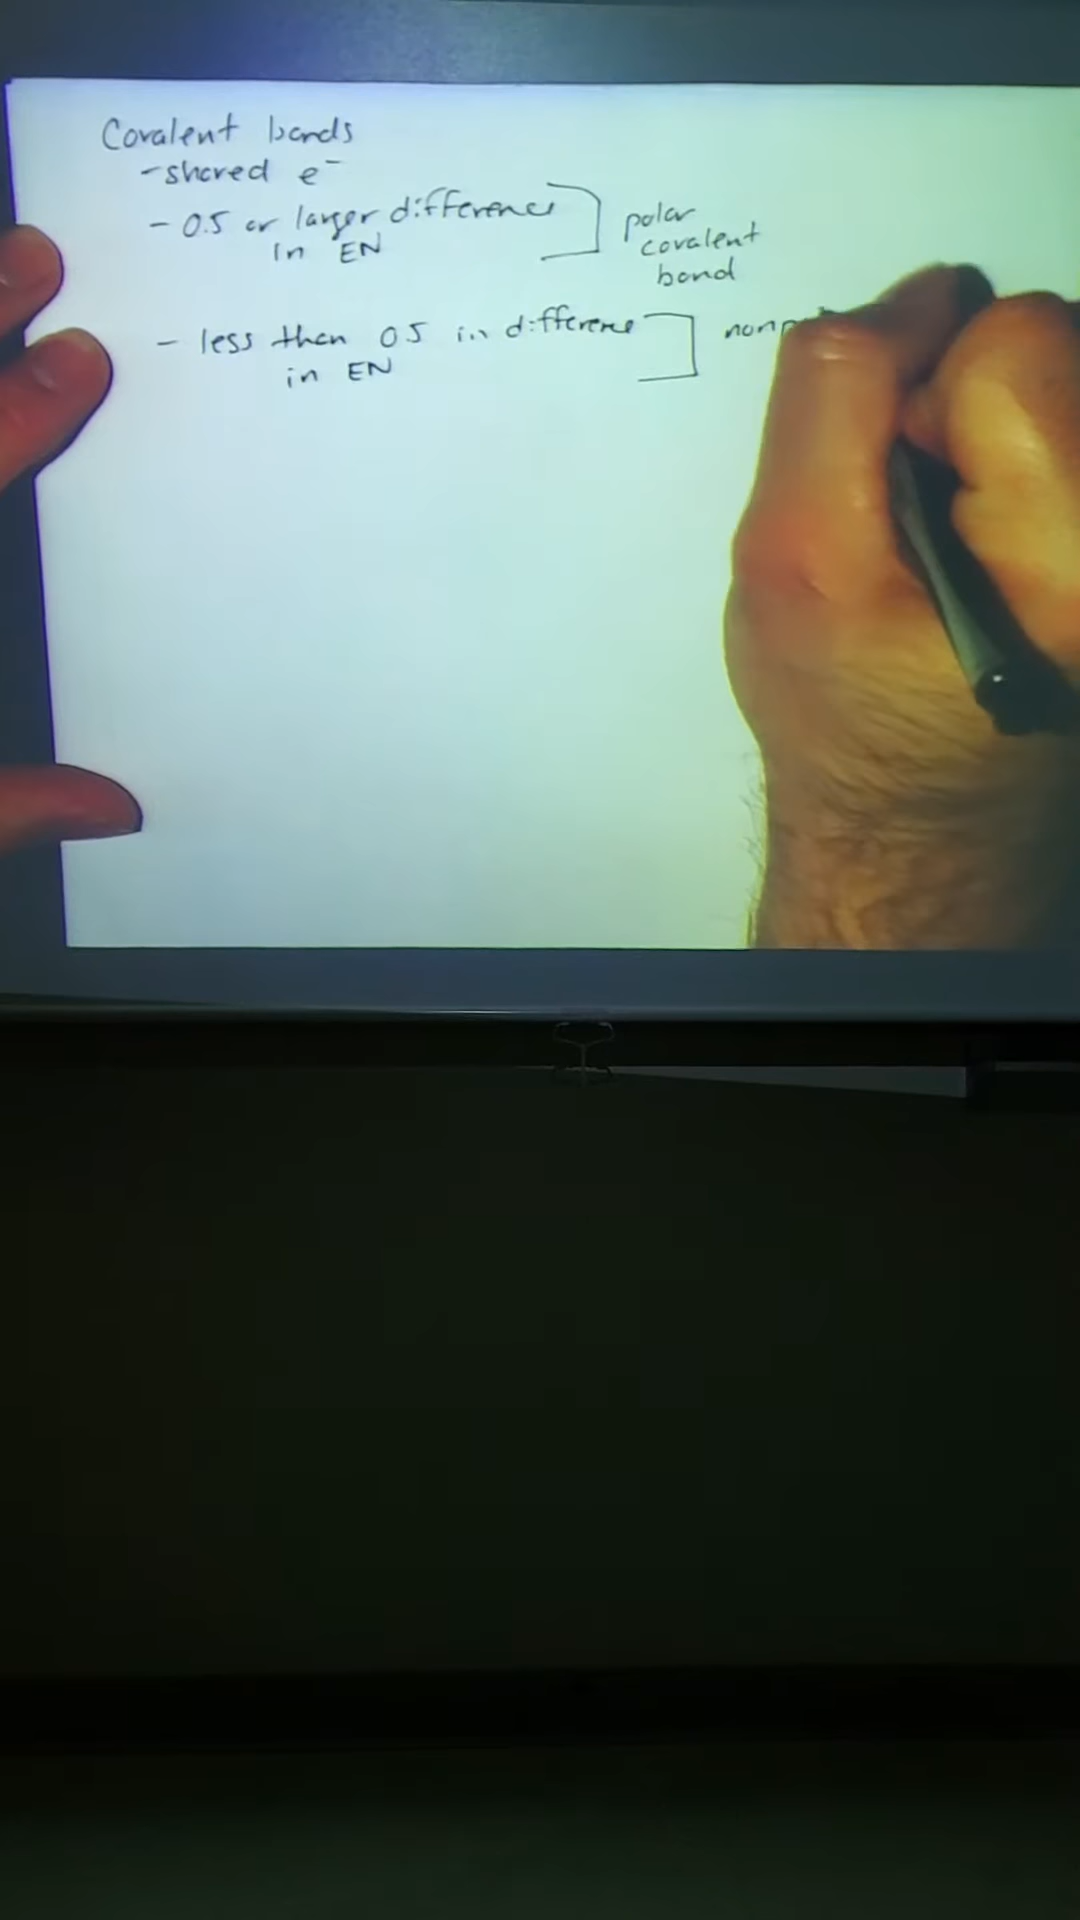 Covalent bonds
- shared e⁻
- 0.5 or larger difference
in EN
polar
covalent
bond
- less than 0.5 in difference
in EN